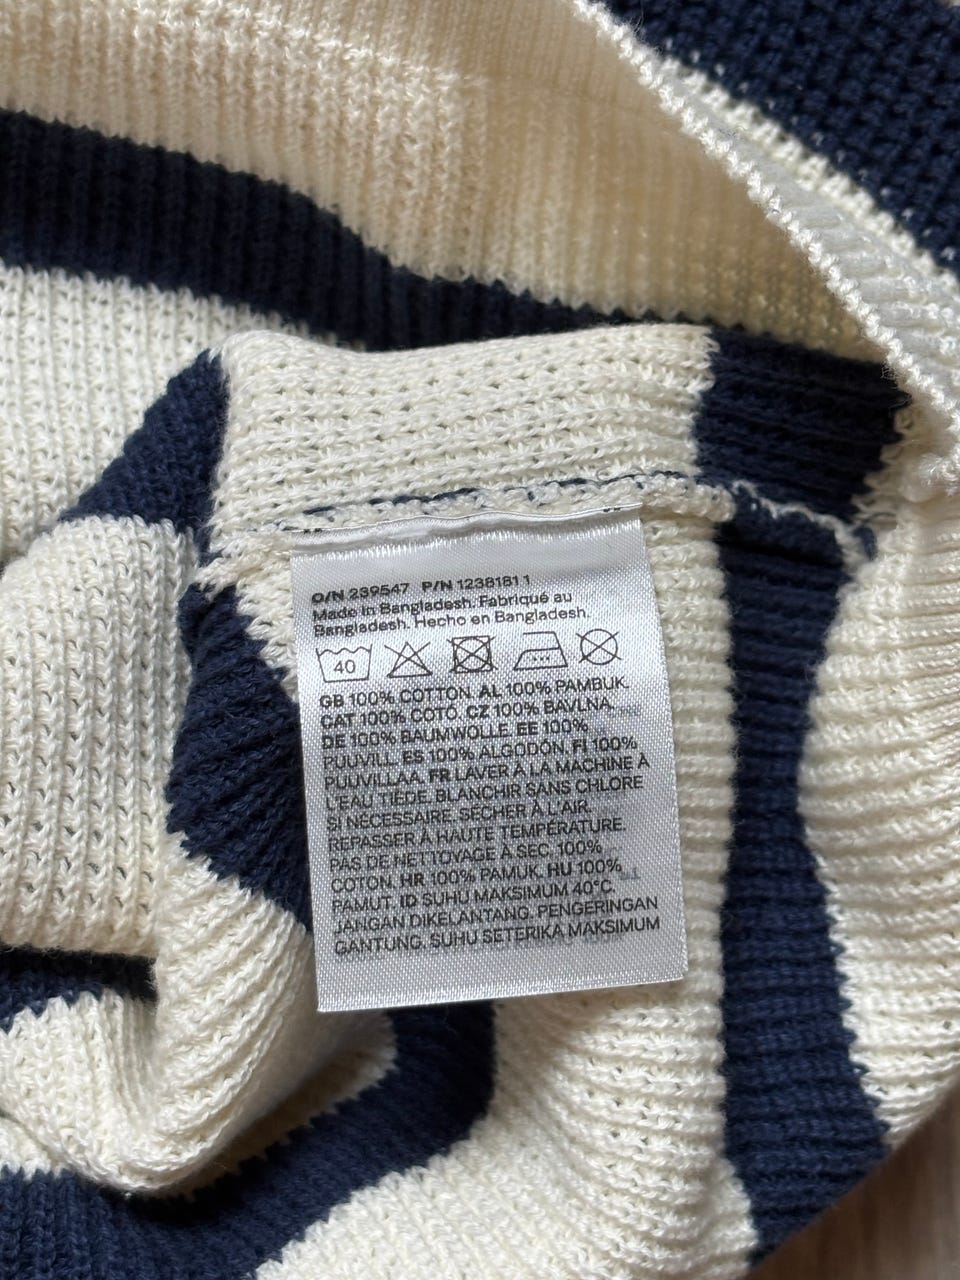 O/N 239547 P/N 1238181 1
Made in Bangladesh. Fabriqué au
Bangladesh. Hecho en Bangladesh.
40
GB 100% COTTON. AL 100% PAMBUK.
CAT 100% COTÓ. CZ 100% BAVLNA.
DE 100% BAUMWOLLE. EE 100%
PUUVILL. ES 100% ALGODÓN. FI 100%
PUUVILLAA. FR LAVER À LA MACHINE À
L'EAU TIÈDE. BLANCHIR SANS CHLORE
SI NÉCESSAIRE. SÉCHER À L'AIR.
REPASSER À HAUTE TEMPÉRATURE.
PAS DE NETTOYAGE À SEC. 100%
COTON. HR 100% PAMUK. HU 100%
PAMUT. ID SUHU MAKSIMUM 40°C.
JANGAN DIKELANTANG. PENGERINGAN
GANTUNG. SUHU SETERIKA MAKSIMUM